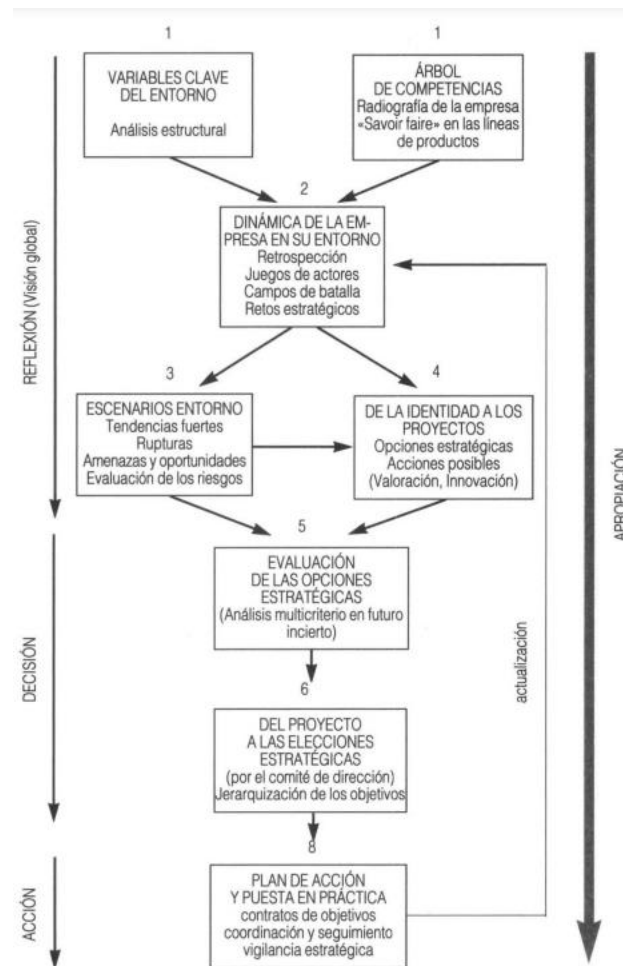 1
1
VARIABLES CLAVE
DEL ENTORNO
Análisis estructural
ÁRBOL
DE COMPETENCIAS
Radiografía de la empresa
«Savoir faire» en las líneas
de productos
2
DINÁMICA DE LA EM-
PRESA EN SU ENTORNO
Retrospección
Juegos de actores
Campos de batalla
Retos estratégicos
REFLEXIÓN (Visión global)
3
4
ESCENARIOS ENTORNO
Tendencias fuertes
Rupturas
Amenazas y oportunidades
Evaluación de los riesgos
DE LA IDENTIDAD A LOS
PROYECTOS
Opciones estratégicas
Acciones posibles
(Valoración, Innovación)
APROPIACIÓN
5
EVALUACIÓN
DE LAS OPCIONES
ESTRATÉGICAS
(Análisis multicriterio en futuro
incierto)
DECISIÓN
actualización
6
DEL PROYECTO
A LAS ELECCIONES
ESTRATÉGICAS
(por el comité de dirección)
Jerarquización de los objetivos
8
ACCIÓN
PLAN DE ACCIÓN
Y PUESTA EN PRÁCTICA
contratos de objetivos
coordinación y seguimiento
vigilancia estratégica